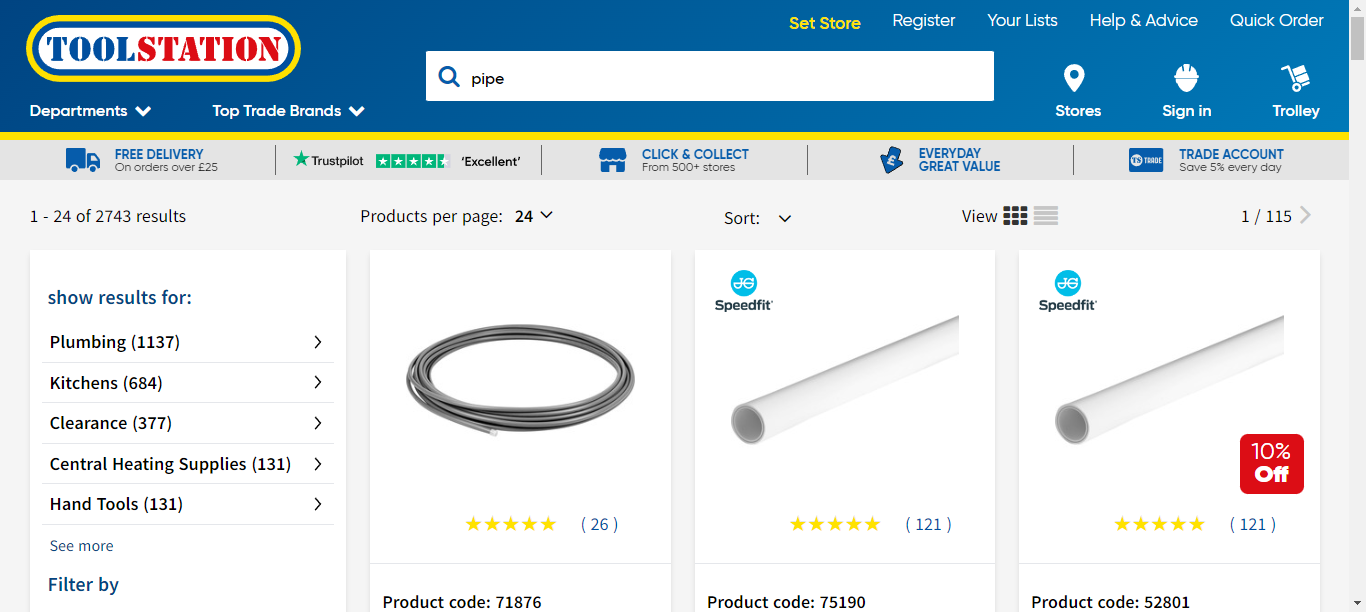 Set Store
Register
Your Lists
Help & Advice
Quick Order
TOOLSTATION
pipe
Departments
Top Trade Brands
Stores
Sign in
Trolley
FREE DELIVERY
On orders over £25
Trustpilot
'Excellent'
CLICK & COLLECT
From 500+ stores
£
EVERYDAY
GREAT VALUE
TS TRADE
TRADE ACCOUNT
Save 5% every day
1 - 24 of 2743 results
Products per page: 24
Sort:
View
1 / 115
show results for:
Plumbing (1137)
Kitchens (684)
Clearance (377)
Central Heating Supplies (131)
Hand Tools (131)
See more
Filter by
( 26 )
Product code: 71876
JG
Speedfit
( 121 )
Product code: 75190
JG
Speedfit
10%
Off
( 121 )
Product code: 52801